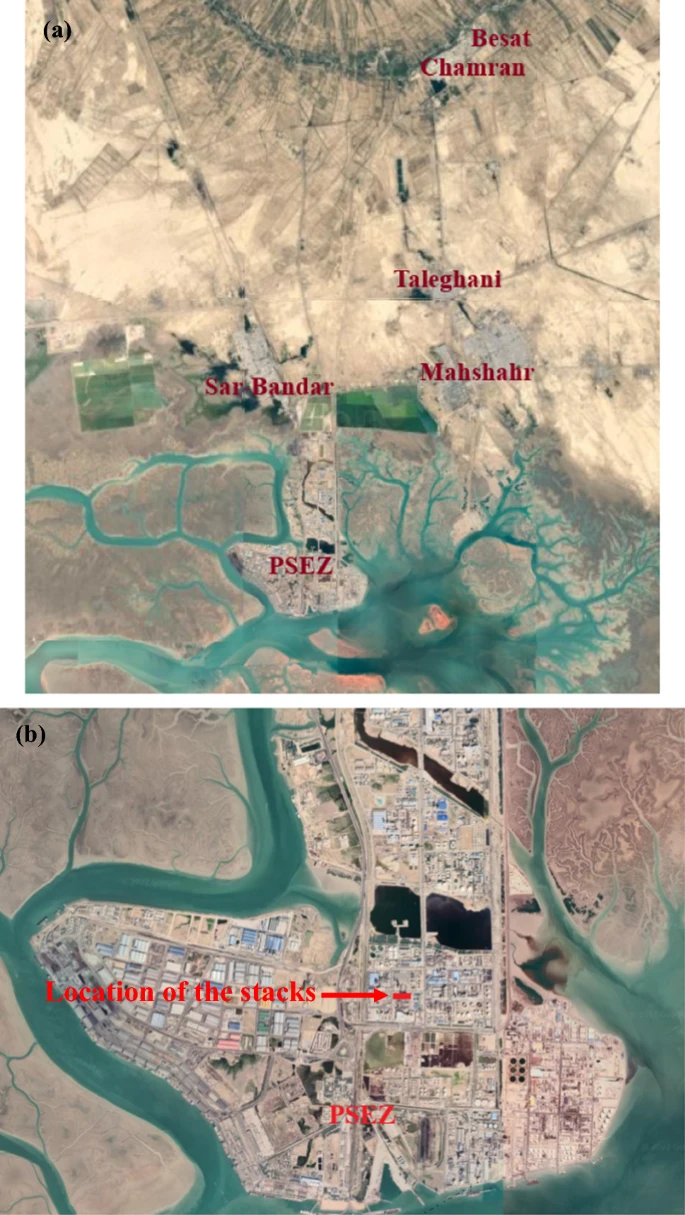 (a)
Besat
Chamran
Taleghani
Mahshahr
Sar-Bandar
PSEZ
(b)
Location of the stacks
PSEZ